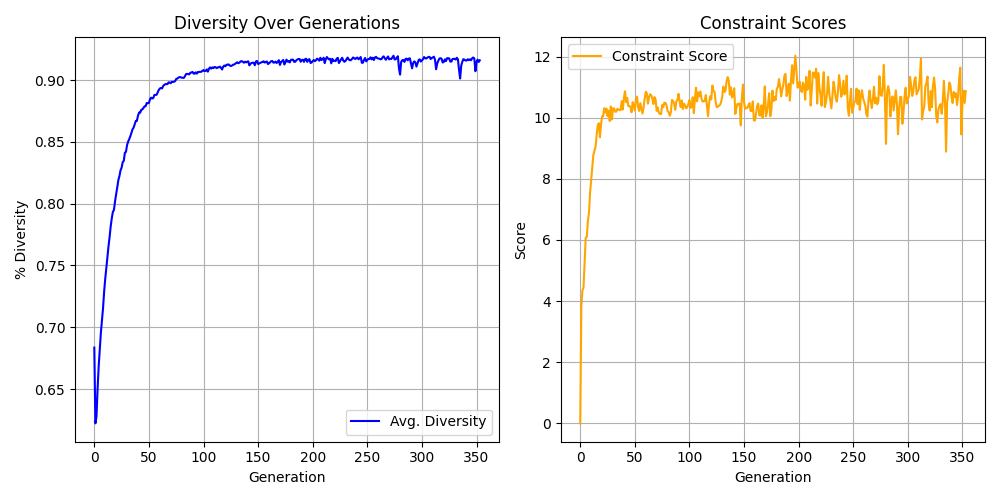 Diversity Over Generations
% Diversity
0.90
0.85
0.80
0.75
0.70
0.65
Avg. Diversity
0 50 100 150 200 250 300 350
Generation
Constraint Scores
Score
12
10
8
6
4
2
0
Constraint Score
0 50 100 150 200 250 300 350
Generation